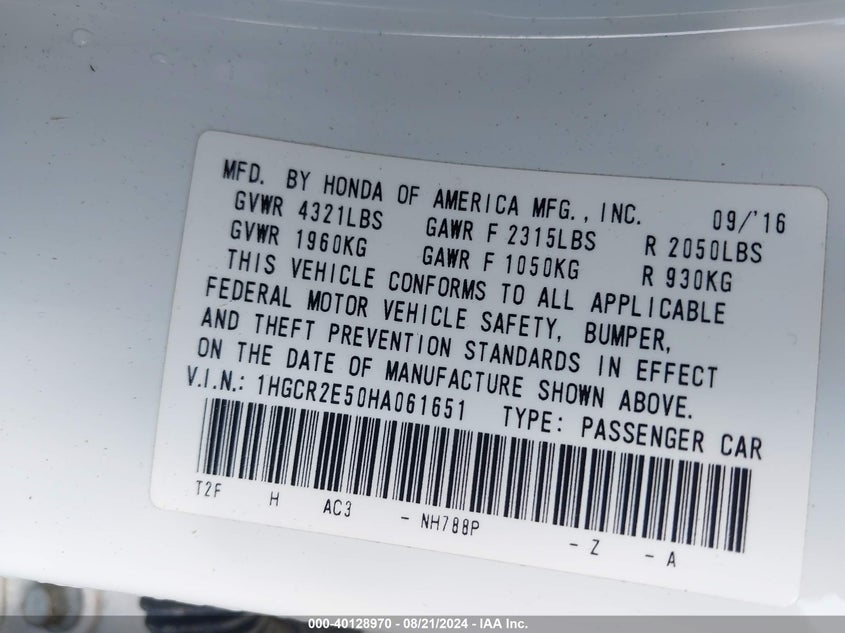 MFD. BY HONDA OF AMERICA MFG., INC. 09/'16
GVWR 4321LBS GAWR F 2315LBS R 2050LBS
GVWR 1960KG GAWR F 1050KG R 930KG
THIS VEHICLE CONFORMS TO ALL APPLICABLE
FEDERAL MOTOR VEHICLE SAFETY, BUMPER,
AND THEFT PREVENTION STANDARDS IN EFFECT
ON THE DATE OF MANUFACTURE SHOWN ABOVE.
V.I.N.: 1HGCR2E50HA061651 TYPE: PASSENGER CAR
T2F H AC3 - NH788P - Z - A
000-40128970 / 08/21/2024 - IAA Inc.